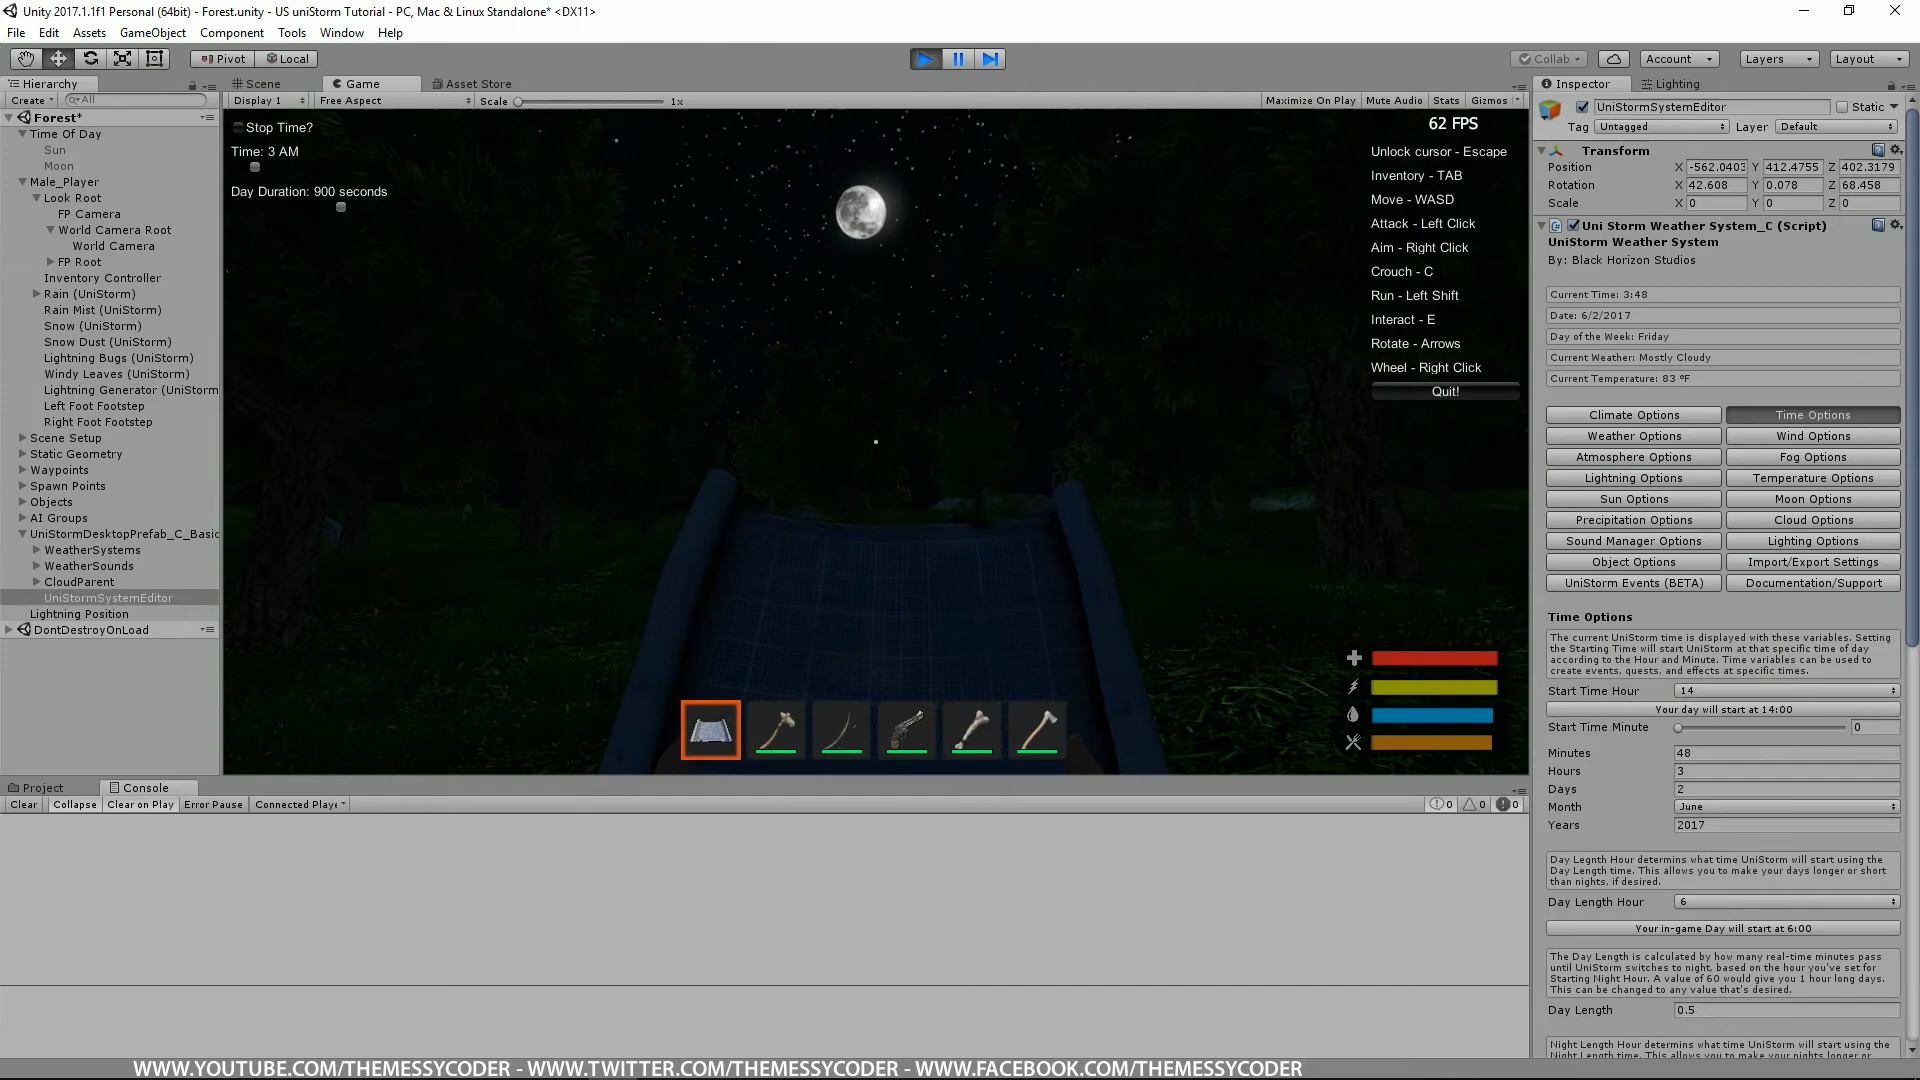 Unity 2017.1.1f1 Personal (64bit) - Forest.unity - US uniStorm Tutorial - PC, Mac & Linux Standalone* <DX11>
File Edit Assets GameObject Component Tools Window Help
Pivot Local Collab Account Layers Layout
Hierarchy
Create All
Forest*
Time Of Day
Sun
Moon
Male_Player
Look Root
FP Camera
World Camera Root
World Camera
FP Root
Inventory Controller
Rain (UniStorm)
Rain Mist (UniStorm)
Snow (UniStorm)
Snow Dust (UniStorm)
Lightning Bugs (UniStorm)
Windy Leaves (UniStorm)
Lightning Generator (UniStorm
Left Foot Footstep
Right Foot Footstep
Scene Setup
Static Geometry
Waypoints
Spawn Points
Objects
AI Groups
UniStormDesktopPrefab_C_Basic
WeatherSystems
WeatherSounds
CloudParent
UniStormSystemEditor
Lightning Position
DontDestroyOnLoad
Scene Game Asset Store
Display 1 Free Aspect Scale 1x Maximize On Play Mute Audio Stats Gizmos
Stop Time?
Time: 3 AM
Day Duration: 900 seconds
62 FPS
Unlock cursor - Escape
Inventory - TAB
Move - WASD
Attack - Left Click
Aim - Right Click
Crouch - C
Run - Left Shift
Interact - E
Rotate - Arrows
Wheel - Right Click
Quit!
Inspector Lighting
UniStormSystemEditor Static
Tag Untagged Layer Default
Transform
Position X -562.0403 Y 412.4755 Z 402.3179
Rotation X 42.608 Y 0.078 Z 68.458
Scale X 0 Y 0 Z 0
Uni Storm Weather System_C (Script)
UniStorm Weather System
By: Black Horizon Studios
Current Time: 3:48
Date: 6/2/2017
Day of the Week: Friday
Current Weather: Mostly Cloudy
Current Temperature: 83 ºF
Climate Options Time Options
Weather Options Wind Options
Atmosphere Options Fog Options
Lightning Options Temperature Options
Sun Options Moon Options
Precipitation Options Cloud Options
Sound Manager Options Lighting Options
Object Options Import/Export Settings
UniStorm Events (BETA) Documentation/Support
Time Options
The current UniStorm time is displayed with these variables. Setting
the Starting Time will start UniStorm at that specific time of day
according to the Hour and Minute. Time variables can be used to
create events, quests, and effects at specific times.
Start Time Hour 14
Your day will start at 14:00
Start Time Minute 0
Minutes 48
Hours 3
Days 2
Month June
Years 2017
Day Legnth Hour determins what time UniStorm will start using the
Day Length time. This allows you to make your days longer or short
than nights, if desired.
Day Length Hour 6
Your in-game Day will start at 6:00
The Day Length is calculated by how many real-time minutes pass
until UniStorm switches to night, based on the hour you've set for
Starting Night Hour. A value of 60 would give you 1 hour long days.
This can be changed to any value that's desired.
Day Length 0.5
Night Length Hour determines what time UniStorm will start using the
Night Length time. This allows you to make your nights longer or
Project Console
Clear Collapse Clear on Play Error Pause Connected Playe 0 0 0
WWW.YOUTUBE.COM/THEMESSYCODER - WWW.TWITTER.COM/THEMESSYCODER - WWW.FACEBOOK.COM/THEMESSYCODER